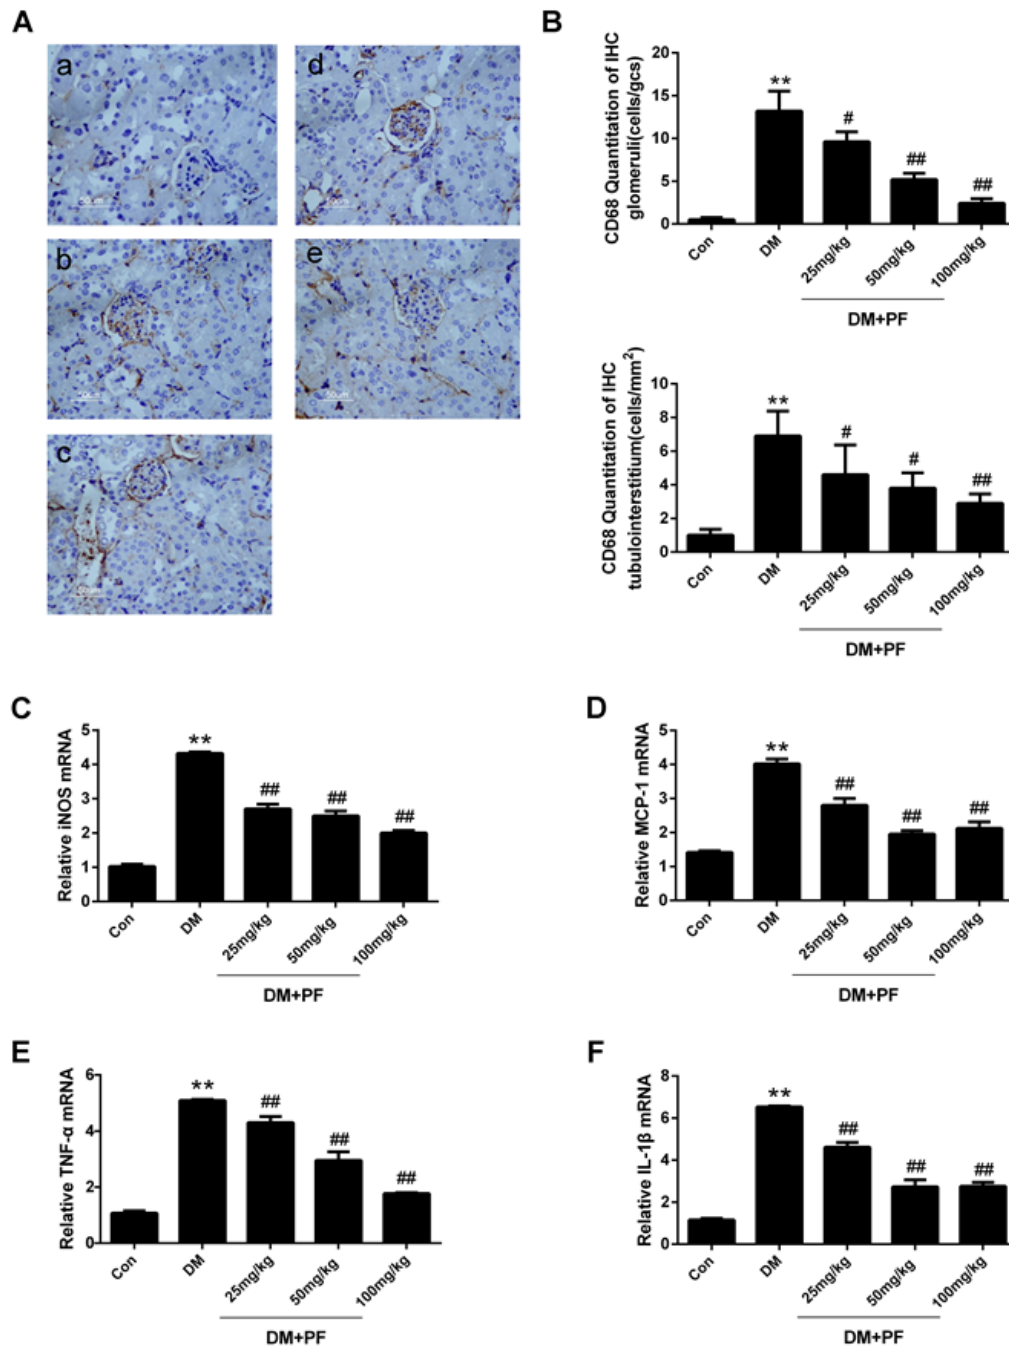 A
a
50um
b
50um
c
50um
d
50um
e
50um
B
CD68 Quantitation of IHC
glomeruli(cells/gcs)
20
15
10
5
0
**
#
##
##
Con
DM
25mg/kg
50mg/kg
100mg/kg
DM+PF
CD68 Quantitation of IHC
tubulointerstitium(cells/mm²)
10
8
6
4
2
0
**
#
#
##
Con
DM
25mg/kg
50mg/kg
100mg/kg
DM+PF
C
Relative iNOS mRNA
5
4
3
2
1
0
**
##
##
##
Con
DM
25mg/kg
50mg/kg
100mg/kg
DM+PF
D
Relative MCP-1 mRNA
5
4
3
2
1
0
**
##
##
##
Con
DM
25mg/kg
50mg/kg
100mg/kg
DM+PF
E
Relative TNF-α mRNA
6
4
2
0
**
##
##
##
Con
DM
25mg/kg
50mg/kg
100mg/kg
DM+PF
F
Relative IL-1β mRNA
8
6
4
2
0
**
##
##
##
Con
DM
25mg/kg
50mg/kg
100mg/kg
DM+PF